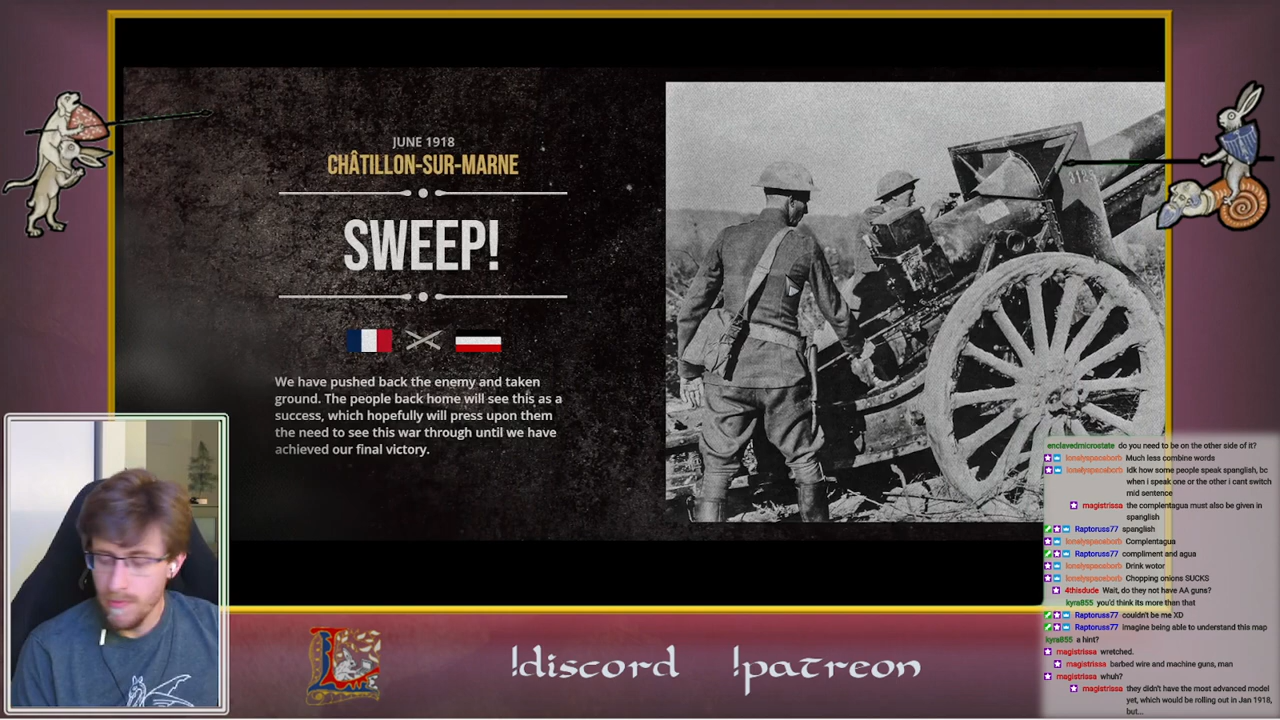 JUNE 1918
CHÂTILLON-SUR-MARNE
SWEEP!
We have pushed back the enemy and taken
ground. The people back home will see this as a
success, which hopefully will press upon them
the need to see this war through until we have
achieved our final victory.
!discord !patreon
enclavedmicrostate do you need to be on the other side of it?
lonelyspaceborb Much less combine words
lonelyspaceborb Idk how some people speak spanglish, bc
when i speak one or the other i cant switch
mid sentence
magistrissa the complentagua must also be given in
spanglish
Raptoruss77 spanglish
lonelyspaceborb Complentagua
Raptoruss77 compliment and agua
lonelyspaceborb Drink wotor
lonelyspaceborb Chopping onions SUCKS
4thisdude Wait, do they not have AA guns?
kyra855 you'd think its more than that
Raptoruss77 couldn't be me XD
Raptoruss77 imagine being able to understand this map
kyra855 a hint?
magistrissa wretched.
magistrissa barbed wire and machine guns, man
magistrissa whuh?
magistrissa they didn't have the most advanced model
yet, which would be rolling out in Jan 1918,
but...